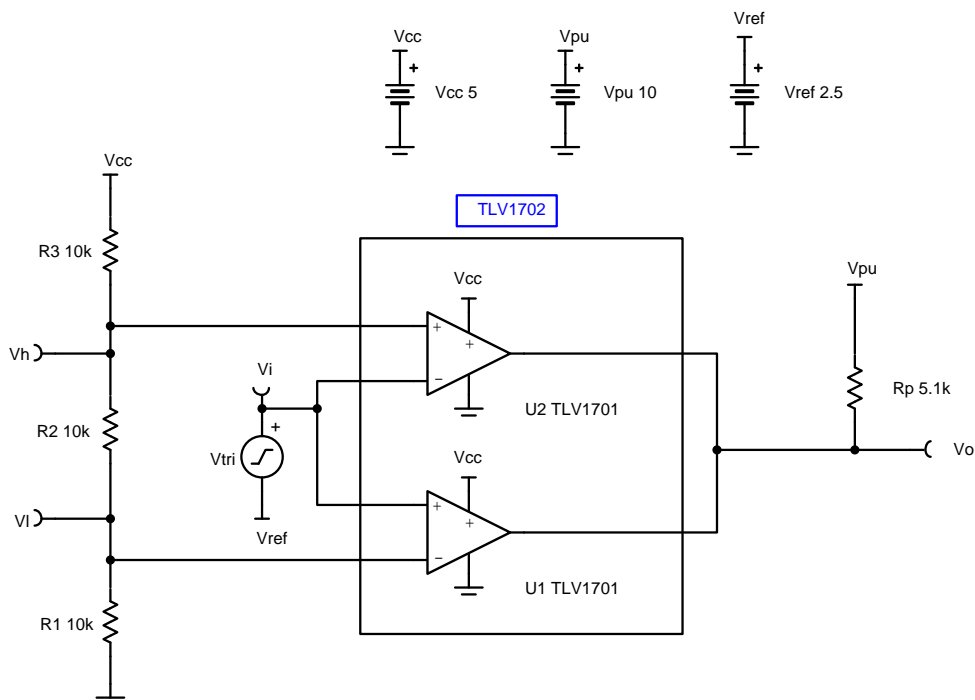 Vref
Vcc
Vpu
+
+
+
Vcc 5
Vpu 10
Vref 2.5
Vcc
TLV1702
R3 10k
Vcc
Vpu
+
+
−
Vh
Vi
Rp 5.1k
U2 TLV1701
R2 10k
+
Vtri
Vcc
Vo
Vl
+
+
−
Vref
U1 TLV1701
R1 10k